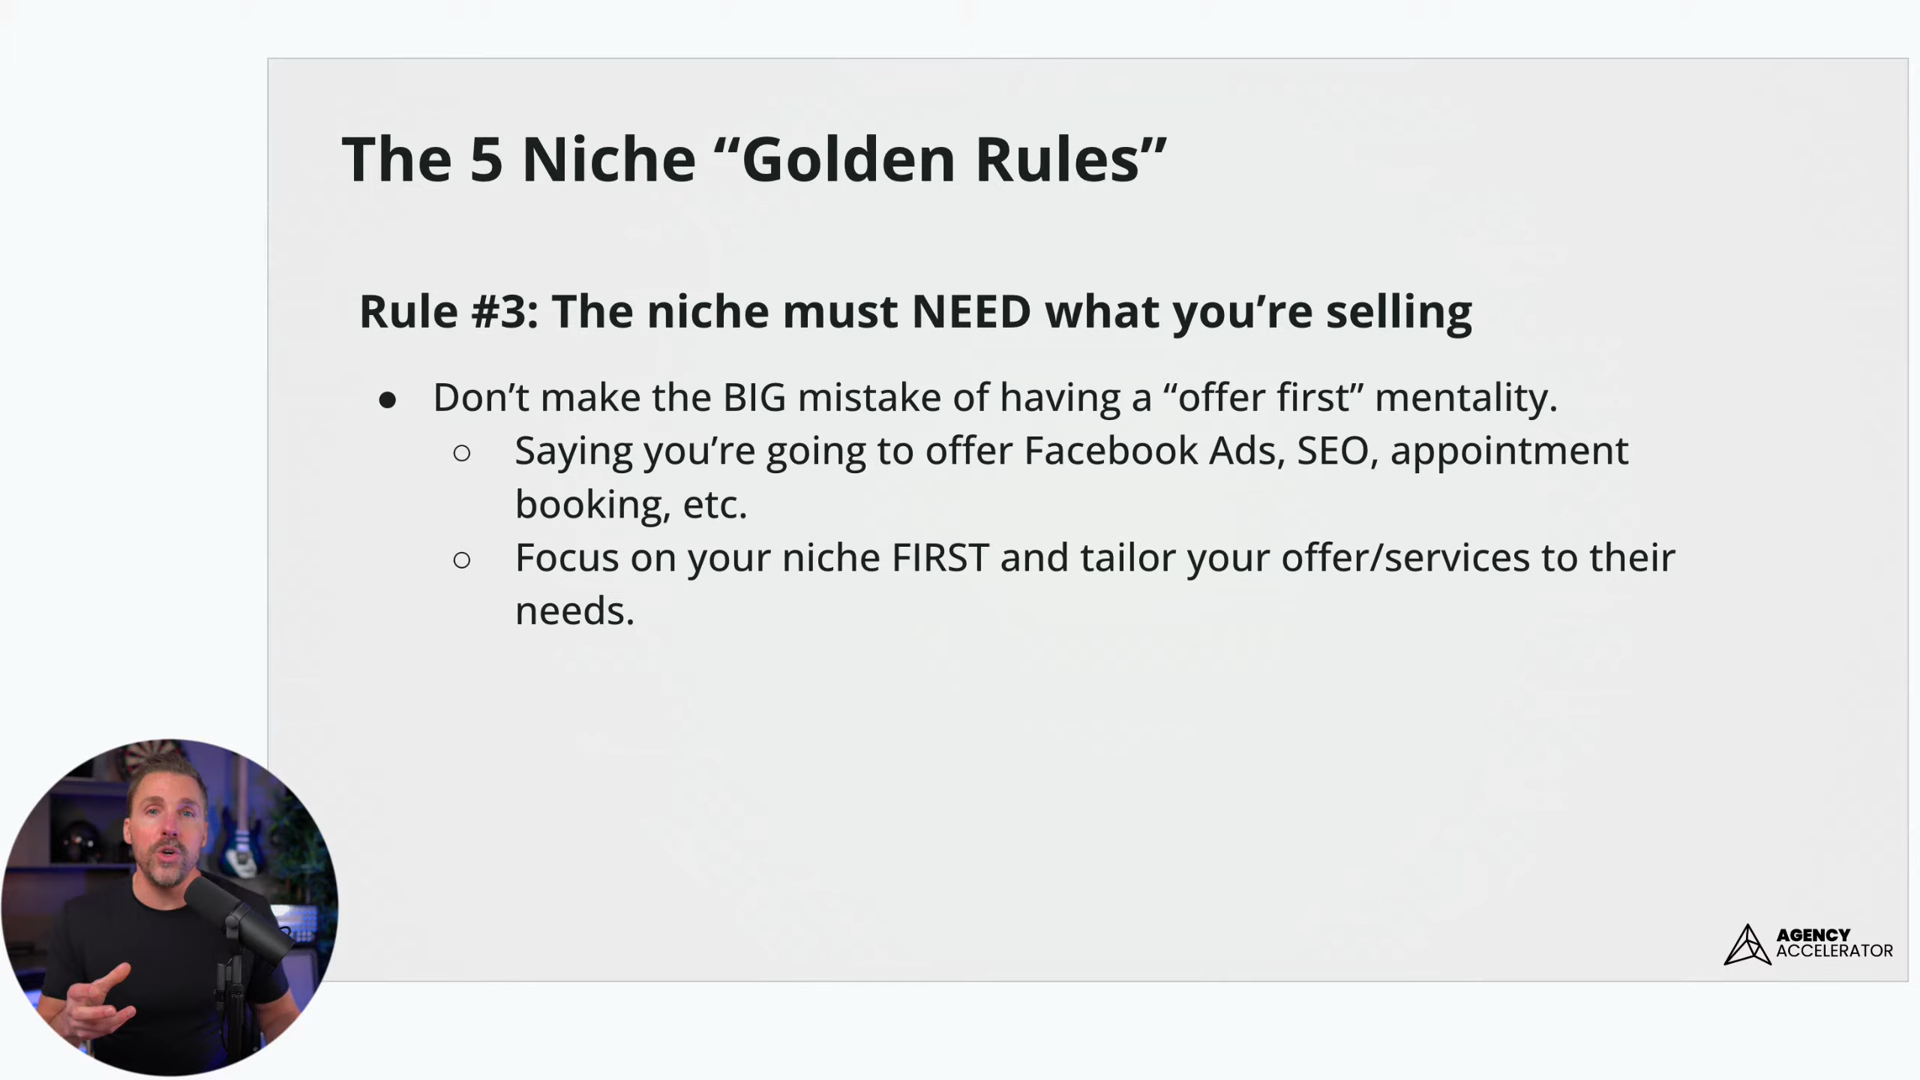 The 5 Niche “Golden Rules”
Rule #3: The niche must NEED what you’re selling
● Don’t make the BIG mistake of having a “offer first” mentality.
○ Saying you’re going to offer Facebook Ads, SEO, appointment
booking, etc.
○ Focus on your niche FIRST and tailor your offer/services to their
needs.
AGENCY
ACCELERATOR